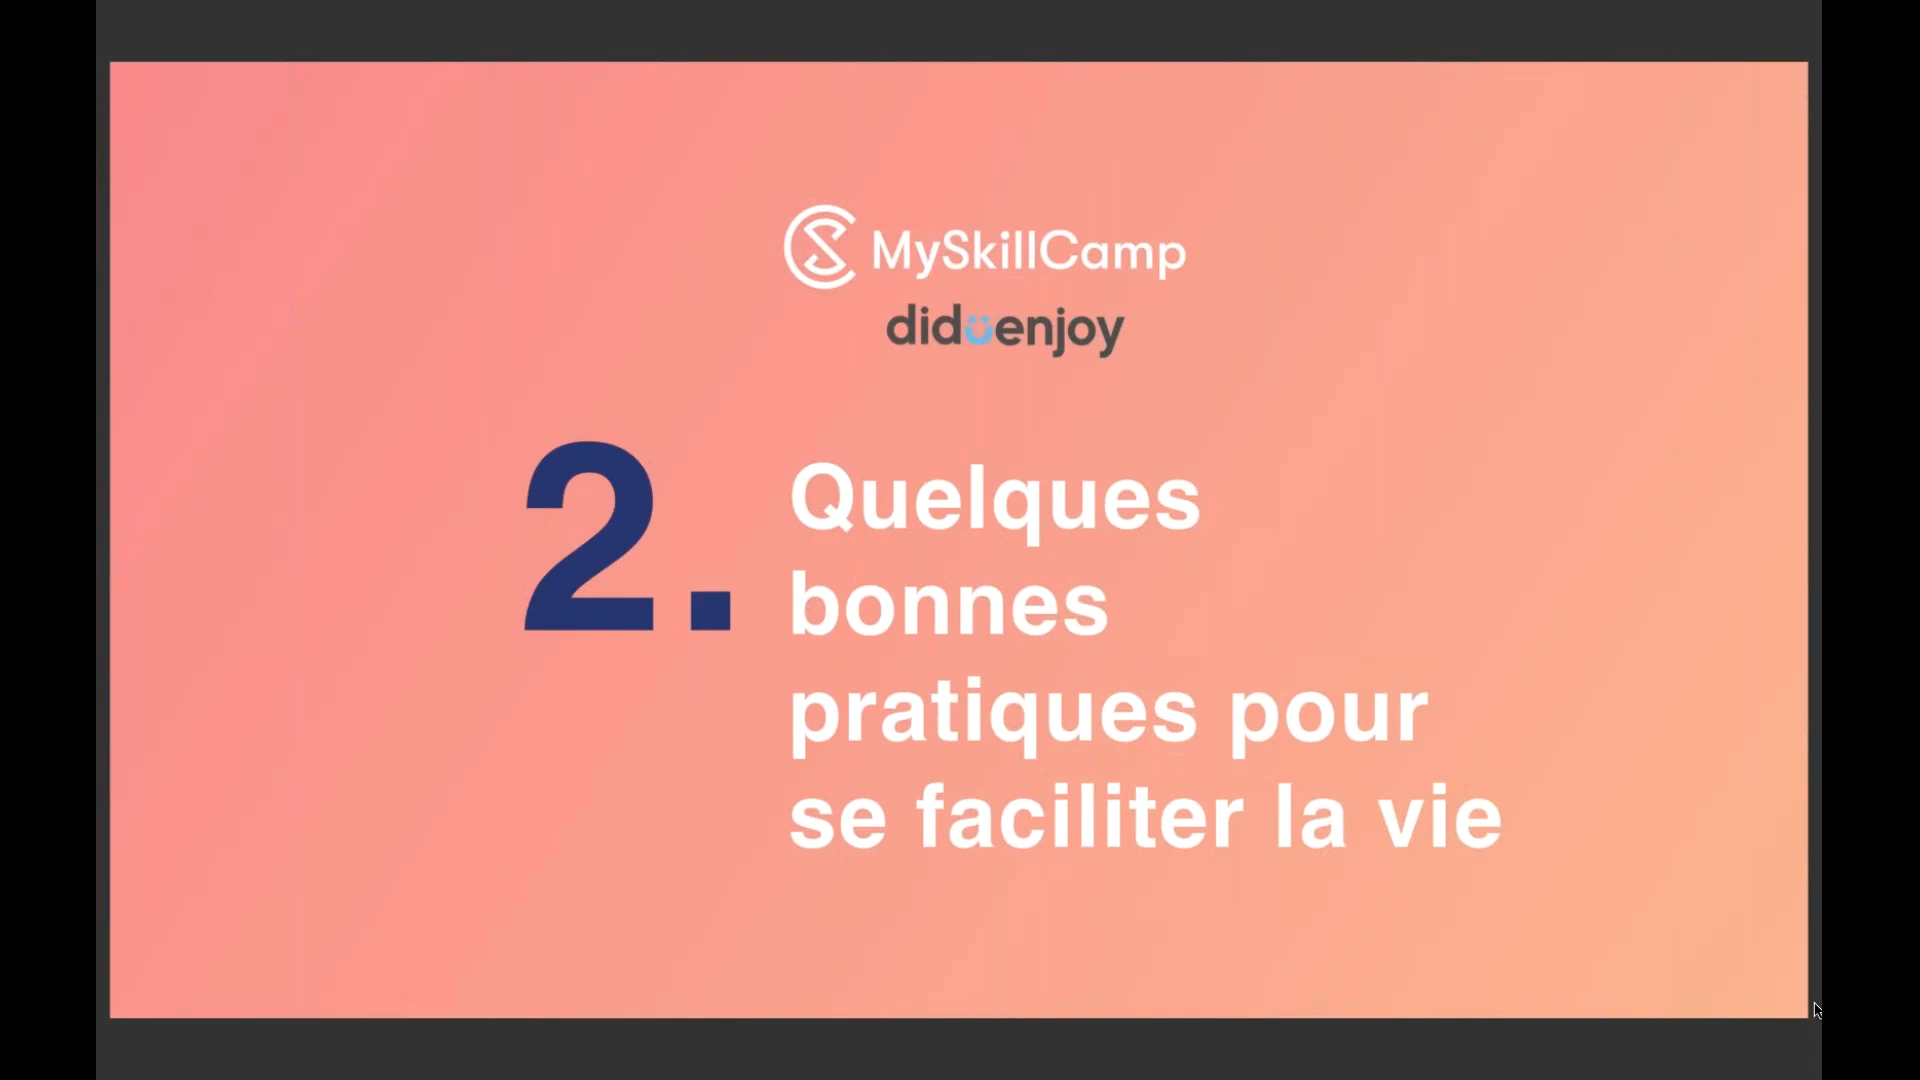 MySkillCamp
diduenjoy
2. Quelques
bonnes
pratiques pour
se faciliter la vie